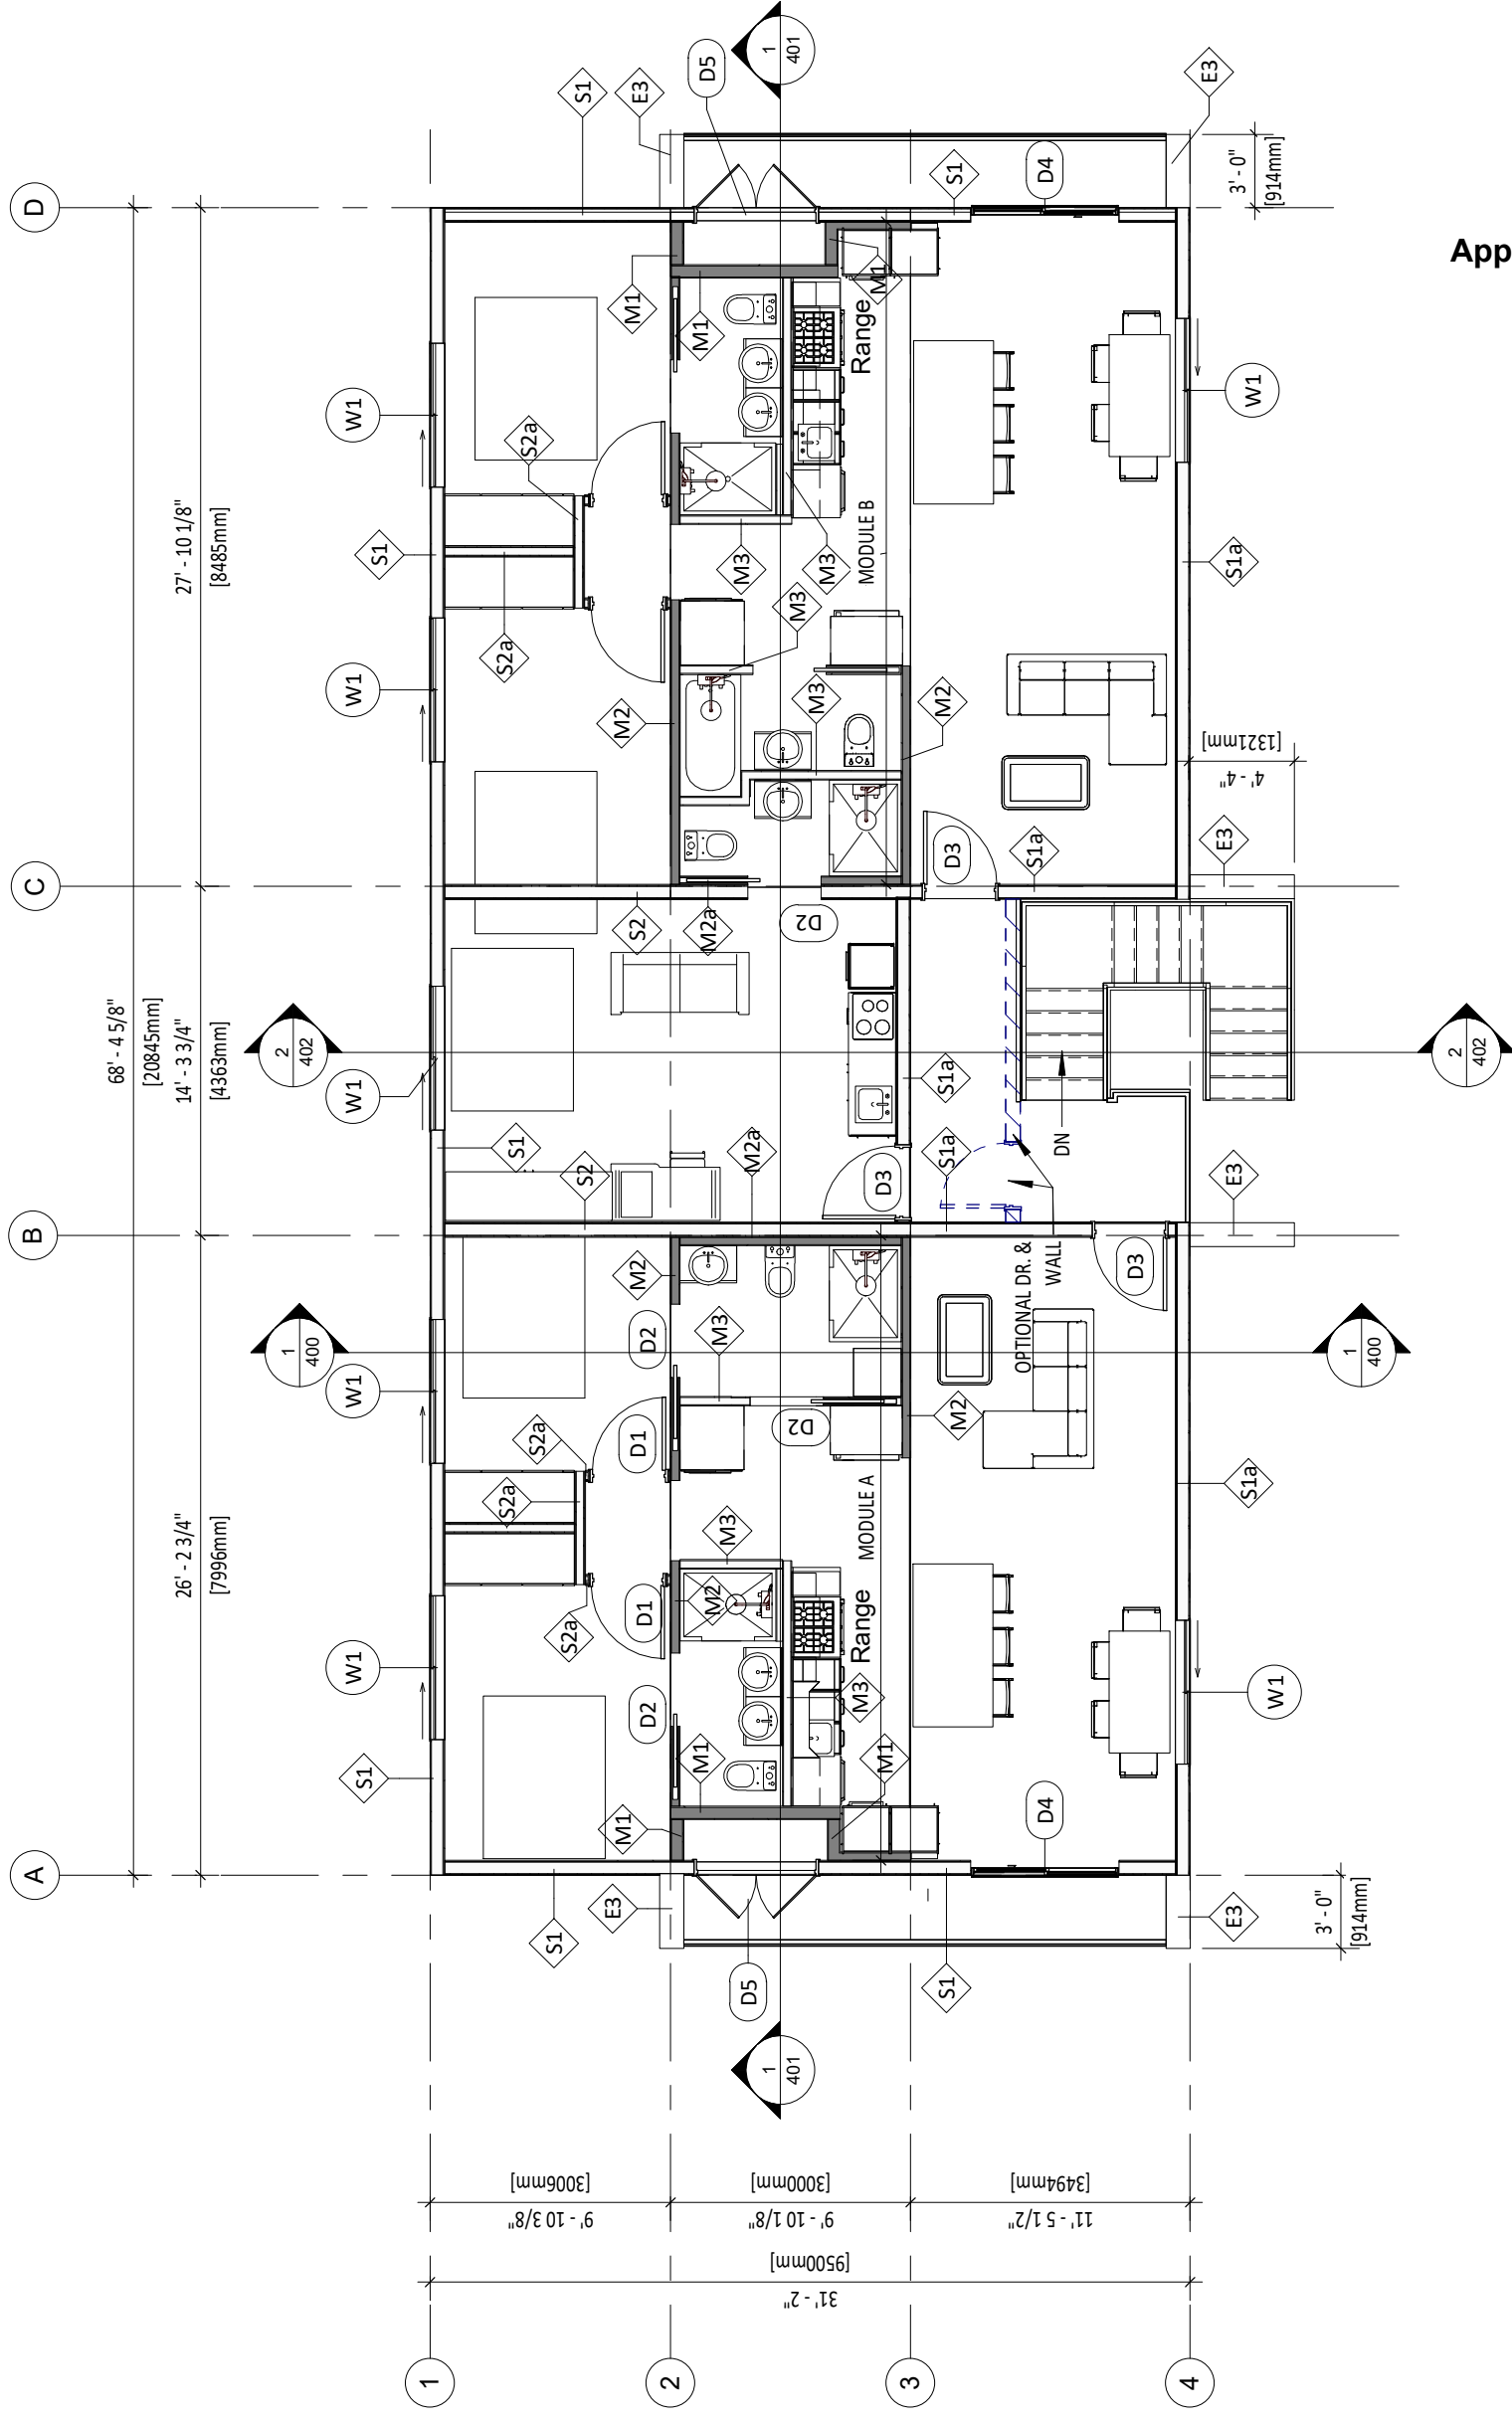 A
B
C
D
68' - 4 5/8"
[20845mm]
26' - 2 3/4"
[7996mm]
14' - 3 3/4"
[4363mm]
27' - 10 1/8"
[8485mm]
1
400
2
402
S1
W1
W1
W1
W1
S1
W1
1
S1
S2a
S2a
S2a
S1
S2a
S2a
S1
9' - 10 3/8"
[3006mm]
S2
E3
M1
D2
D1
D1
D2
M2
S2
M2
M1
E3
2
M1
M2
M3
M3
M2a
M2a
M1
D5
M3
M3
D5
1
401
9' - 10 1/8"
[3000mm]
D2
D2
M3
M3
1
401
31' - 2"
[9500mm]
M3
Range
MODULE A
M1
D3
MODULE B
Range
M1
3
S1
M2
S1a
S1a
D3
M2
S1
11' - 5 1/2"
[3494mm]
D4
OPTIONAL DR. &
WALL
DN
S1a
D4
D3
4
E3
S1a
W1
E3
E3
S1a
W1
E3
3' - 0"
[914mm]
4' - 4"
[1321mm]
3' - 0"
[914mm]
1
400
2
402
App